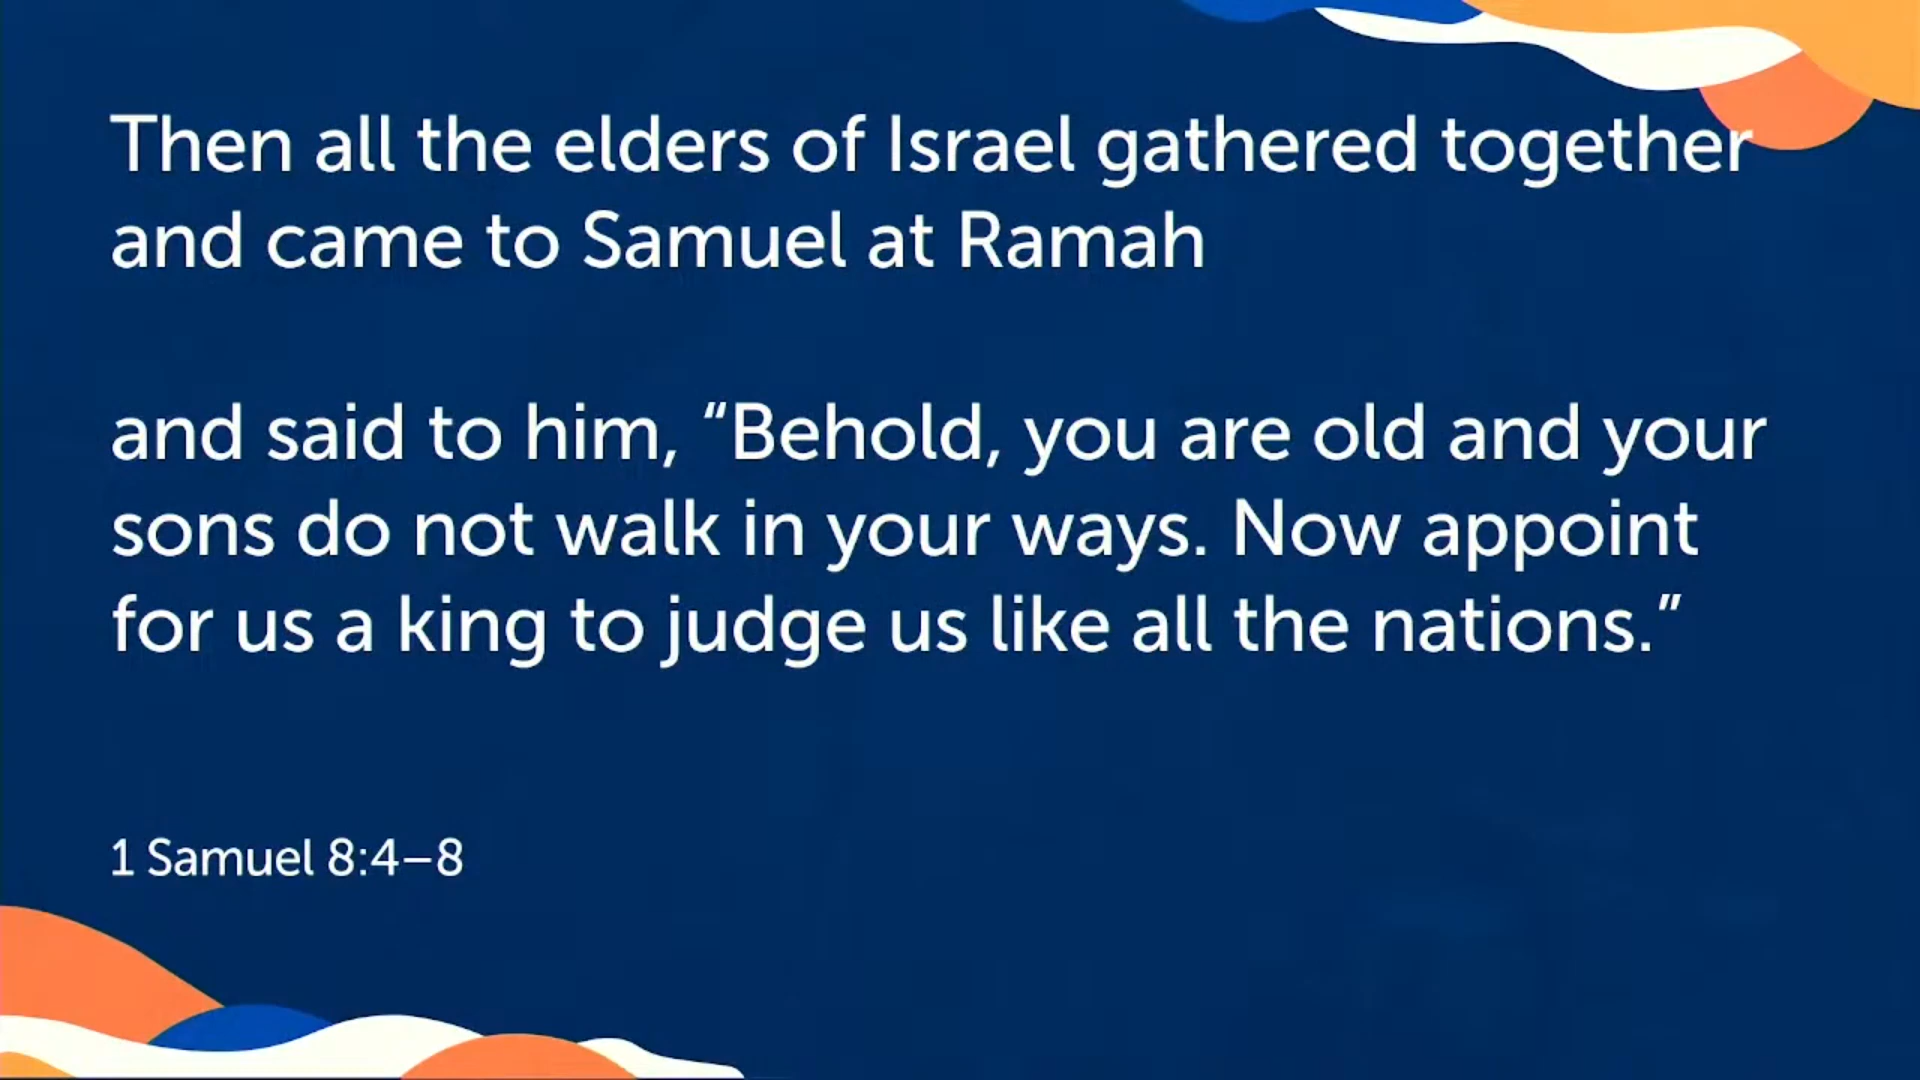 Then all the elders of Israel gathered together
and came to Samuel at Ramah
and said to him, “Behold, you are old and your
sons do not walk in your ways. Now appoint
for us a king to judge us like all the nations.”
1 Samuel 8:4–8